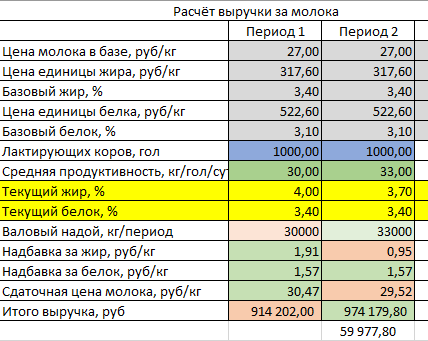 Расчёт выручки за молока
Период 1 Период 2
Цена молока в базе, руб/кг 27,00 27,00
Цена единицы жира, руб/кг 317,60 317,60
Базовый жир, % 3,40 3,40
Цена единицы белка, руб/кг 522,60 522,60
Базовый белок, % 3,10 3,10
Лактирующих коров, гол 1000,00 1000,00
Средняя продуктивность, кг/гол/сут 30,00 33,00
Текущий жир, % 4,00 3,70
Текущий белок, % 3,40 3,40
Валовый надой, кг/период 30000 33000
Надбавка за жир, руб/кг 1,91 0,95
Надбавка за белок, руб/кг 1,57 1,57
Сдаточная цена молока, руб/кг 30,47 29,52
Итого выручка, руб 914 202,00 974 179,80
59 977,80